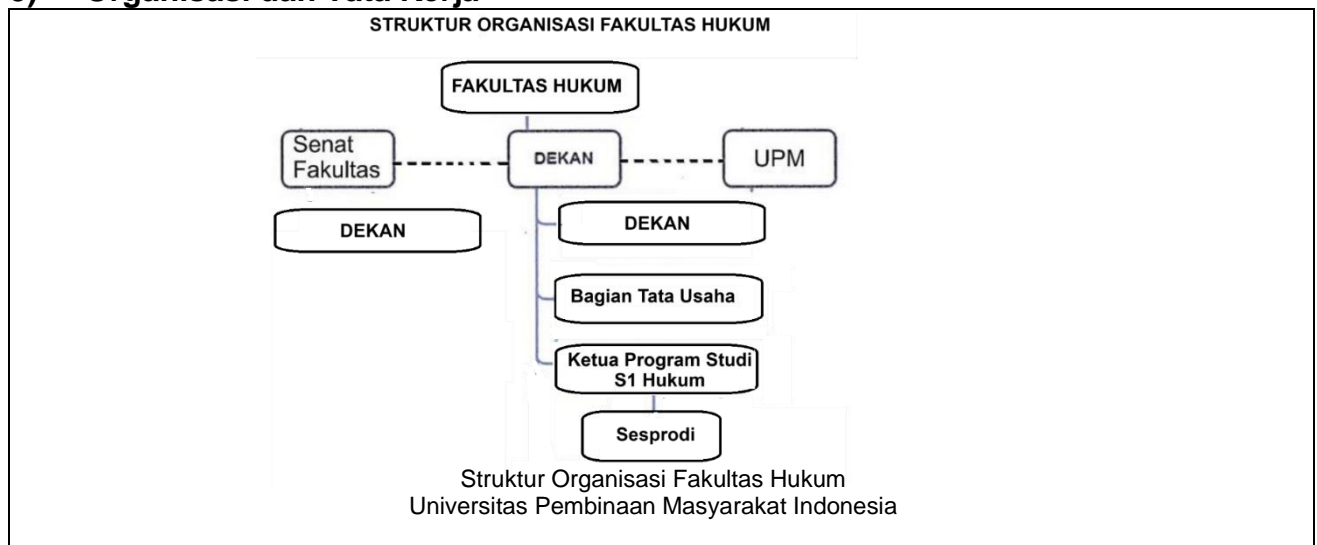 STRUKTUR ORGANISASI FAKULTAS HUKUM
FAKULTAS HUKUM
Senat
Fakultas
DEKAN
UPM
DEKAN
DEKAN
Bagian Tata Usaha
Ketua Program Studi
S1 Hukum
Sesprodi
Struktur Organisasi Fakultas Hukum
Universitas Pembinaan Masyarakat Indonesia